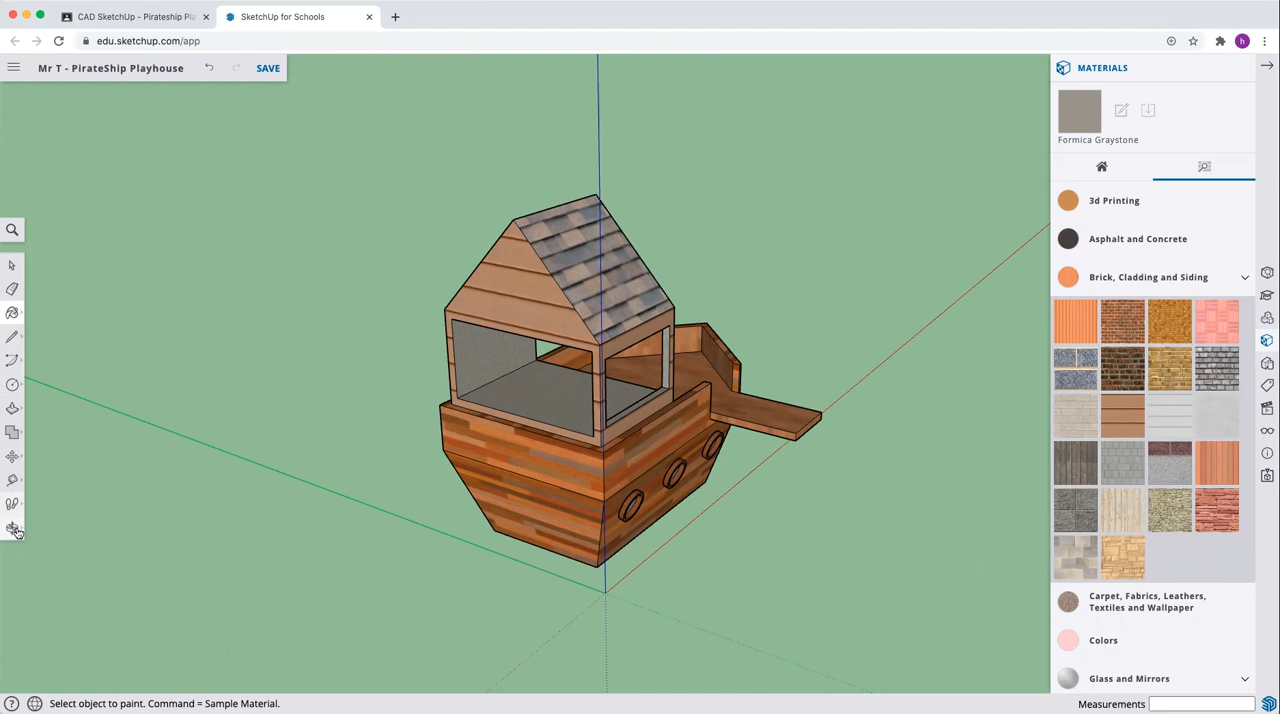 CAD SketchUp - Pirateship Pla
SketchUp for Schools
edu.sketchup.com/app
h
Mr T - PirateShip Playhouse
SAVE
MATERIALS
Formica Graystone
3d Printing
Asphalt and Concrete
Brick, Cladding and Siding
Carpet, Fabrics, Leathers,
Textiles and Wallpaper
Colors
Glass and Mirrors
Select object to paint. Command = Sample Material.
Measurements